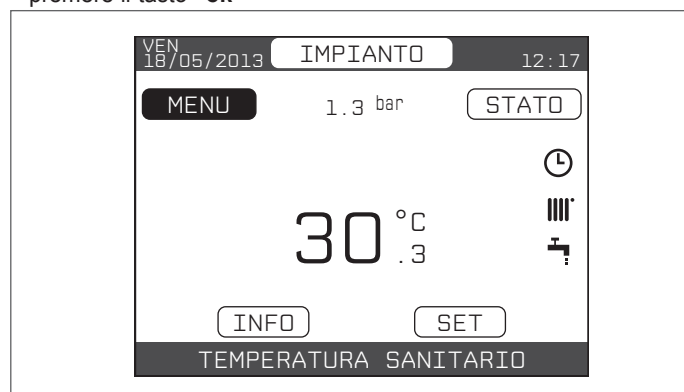 premere il tasto "ok"
VEN
18/05/2013 IMPIANTO 12:17
MENU 1.3 bar STATO
30 °C
.3
INFO SET
TEMPERATURA SANITARIO